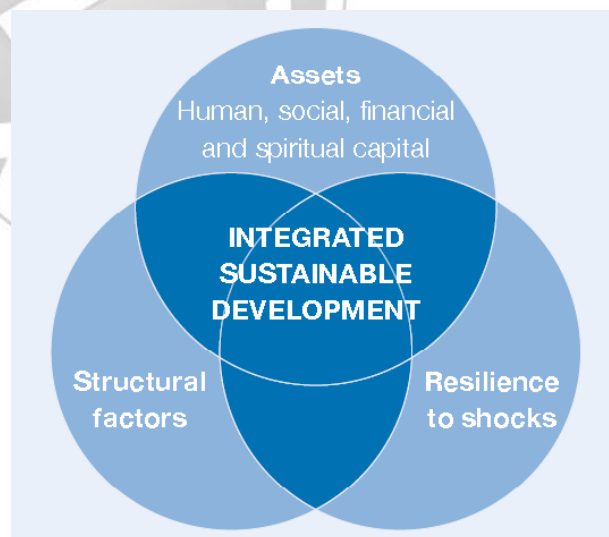 Assets
Human, social, financial
and spiritual capital
INTEGRATED
SUSTAINABLE
DEVELOPMENT
Structural
factors
Resilience
to shocks